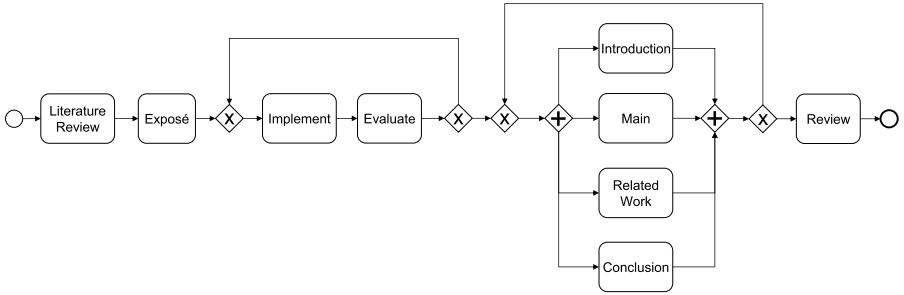 Literature
Review
Exposé
X
Implement
Evaluate
X
X
Introduction
Main
Related
Work
Conclusion
X
Review